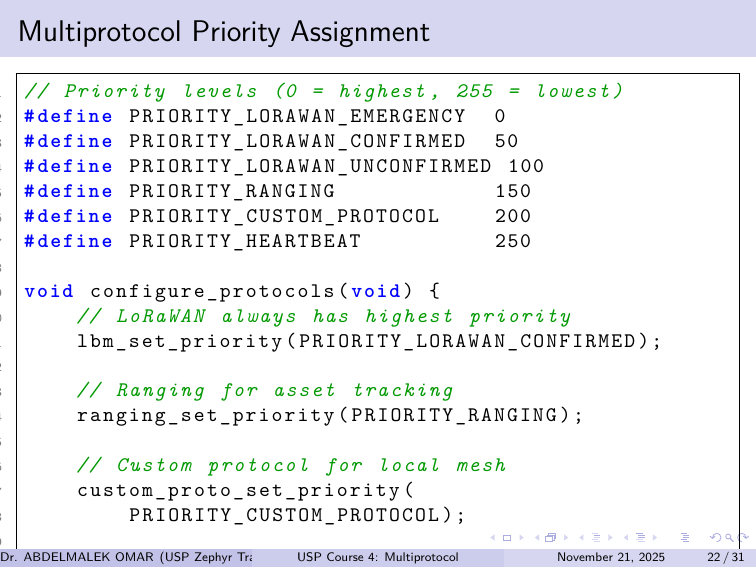 Multiprotocol Priority Assignment
// Priority levels (0 = highest, 255 = lowest)
#define PRIORITY_LORAWAN_EMERGENCY 0
#define PRIORITY_LORAWAN_CONFIRMED 50
#define PRIORITY_LORAWAN_UNCONFIRMED 100
#define PRIORITY_RANGING 150
#define PRIORITY_CUSTOM_PROTOCOL 200
#define PRIORITY_HEARTBEAT 250
void configure_protocols(void) {
// LoRaWAN always has highest priority
lbm_set_priority(PRIORITY_LORAWAN_CONFIRMED);
// Ranging for asset tracking
ranging_set_priority(PRIORITY_RANGING);
// Custom protocol for local mesh
custom_proto_set_priority(
PRIORITY_CUSTOM_PROTOCOL);
Dr. ABDELMALEK OMAR (USP Zephyr Tra USP Course 4: Multiprotocol November 21, 2025 22 / 31